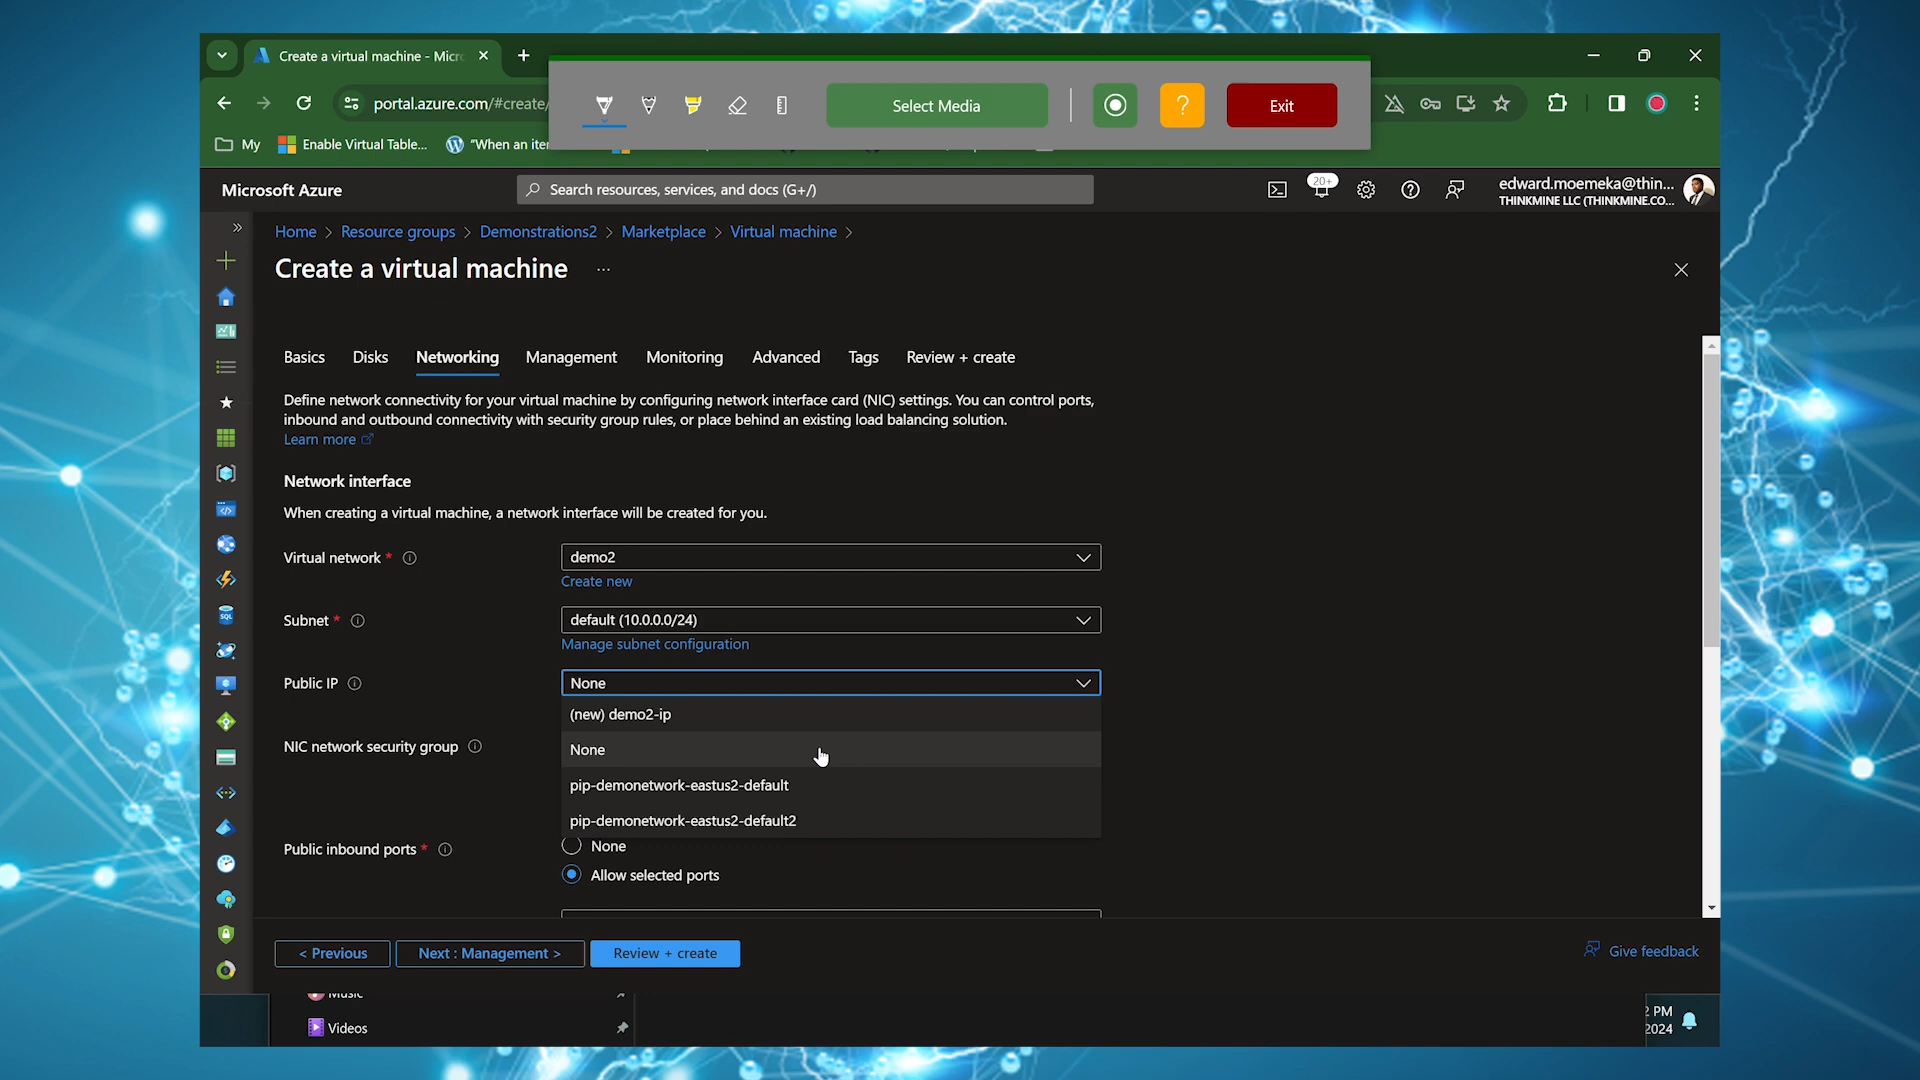 Create a virtual machine - Micro
portal.azure.com/#create/
Select Media
?
Exit
My
Enable Virtual Table...
"When an iter
Microsoft Azure
Search resources, services, and docs (G+/)
20+
edward.moemeka@thin...
THINKMINE LLC (THINKMINE.CO...
Home > Resource groups > Demonstrations2 > Marketplace > Virtual machine >
Create a virtual machine ...
Basics
Disks
Networking
Management
Monitoring
Advanced
Tags
Review + create
Define network connectivity for your virtual machine by configuring network interface card (NIC) settings. You can control ports,
inbound and outbound connectivity with security group rules, or place behind an existing load balancing solution.
Learn more
Network interface
When creating a virtual machine, a network interface will be created for you.
Virtual network *
demo2
Create new
Subnet *
default (10.0.0.0/24)
Manage subnet configuration
Public IP
None
(new) demo2-ip
NIC network security group
None
pip-demonetwork-eastus2-default
pip-demonetwork-eastus2-default2
Public inbound ports *
None
Allow selected ports
< Previous
Next : Management >
Review + create
Give feedback
Music
Videos
2 PM
2024
SQL